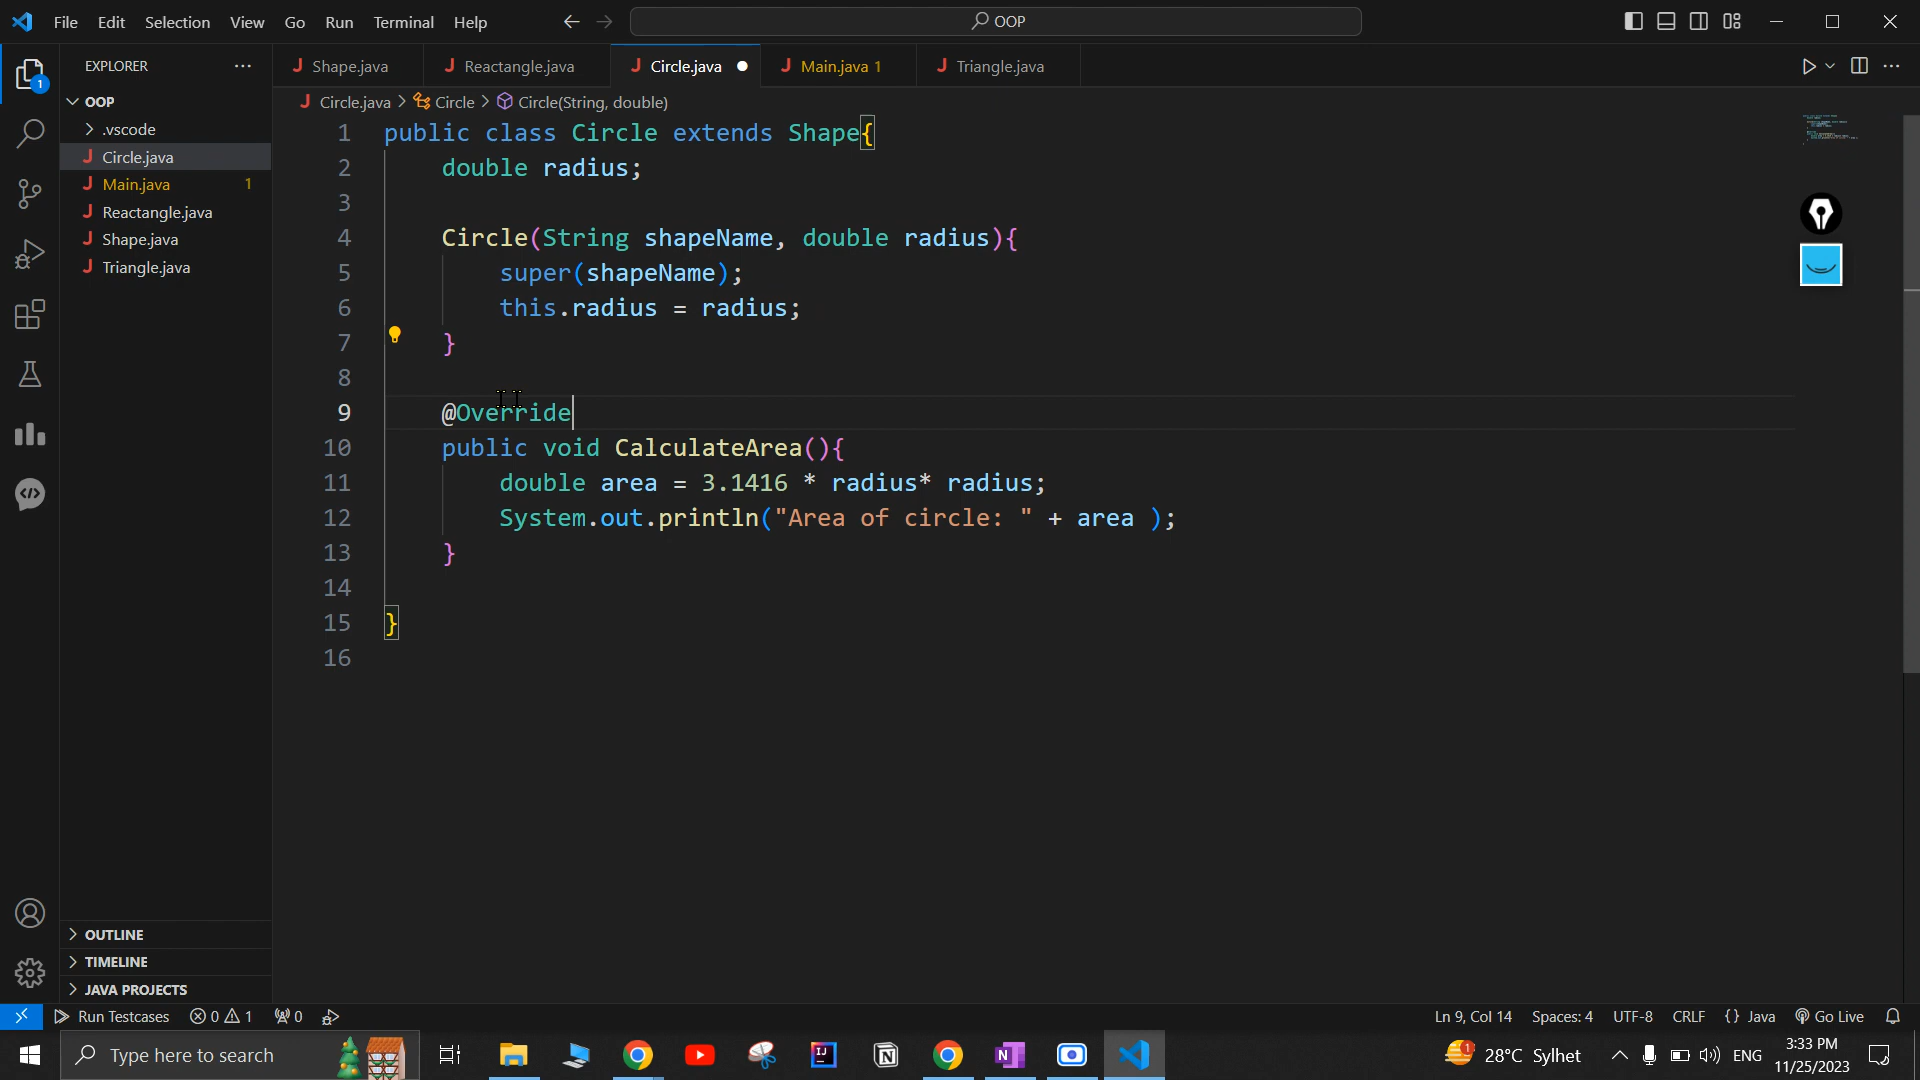 File Edit Selection View Go Run Terminal Help
OOP
EXPLORER
Shape.java
Reactangle.java
Circle.java
Main.java 1
Triangle.java
1
OOP
Circle.java > Circle > Circle(String, double)
.vscode
Circle.java
Main.java 1
Reactangle.java
Shape.java
Triangle.java
1 public class Circle extends Shape{
2 double radius;
3
4 Circle(String shapeName, double radius){
5 super(shapeName);
6 this.radius = radius;
7 }
8
9 @Override
10 public void CalculateArea(){
11 double area = 3.1416 * radius* radius;
12 System.out.println("Area of circle: " + area );
13 }
14
15 }
16
OUTLINE
TIMELINE
JAVA PROJECTS
Run Testcases 0 1 0
Ln 9, Col 14 Spaces: 4 UTF-8 CRLF {} Java Go Live
Type here to search
1 28°C Sylhet ENG
3:33 PM
11/25/2023